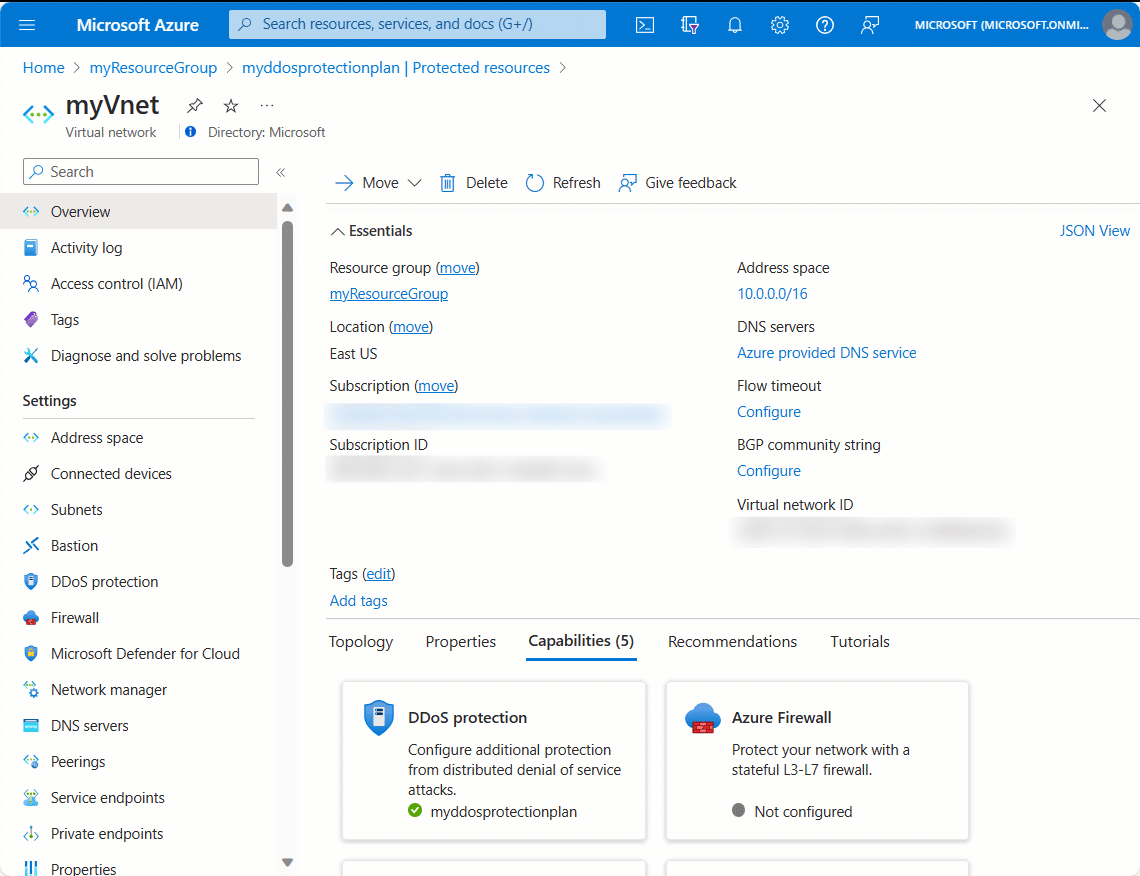 Microsoft Azure
Search resources, services, and docs (G+/)
MICROSOFT (MICROSOFT.ONMI...
Home > myResourceGroup > myddosprotectionplan | Protected resources >
myVnet
...
Virtual network
Directory: Microsoft
Search
«
Overview
Activity log
Access control (IAM)
Tags
Diagnose and solve problems
Settings
Address space
Connected devices
Subnets
Bastion
DDoS protection
Firewall
Microsoft Defender for Cloud
Network manager
DNS servers
Peerings
Service endpoints
Private endpoints
Properties
Move
Delete
Refresh
Give feedback
Essentials
JSON View
Resource group (move)
myResourceGroup
Location (move)
East US
Subscription (move)
Subscription ID
Address space
10.0.0.0/16
DNS servers
Azure provided DNS service
Flow timeout
Configure
BGP community string
Configure
Virtual network ID
Tags (edit)
Add tags
Topology
Properties
Capabilities (5)
Recommendations
Tutorials
DDoS protection
Configure additional protection
from distributed denial of service
attacks.
myddosprotectionplan
Azure Firewall
Protect your network with a
stateful L3-L7 firewall.
Not configured